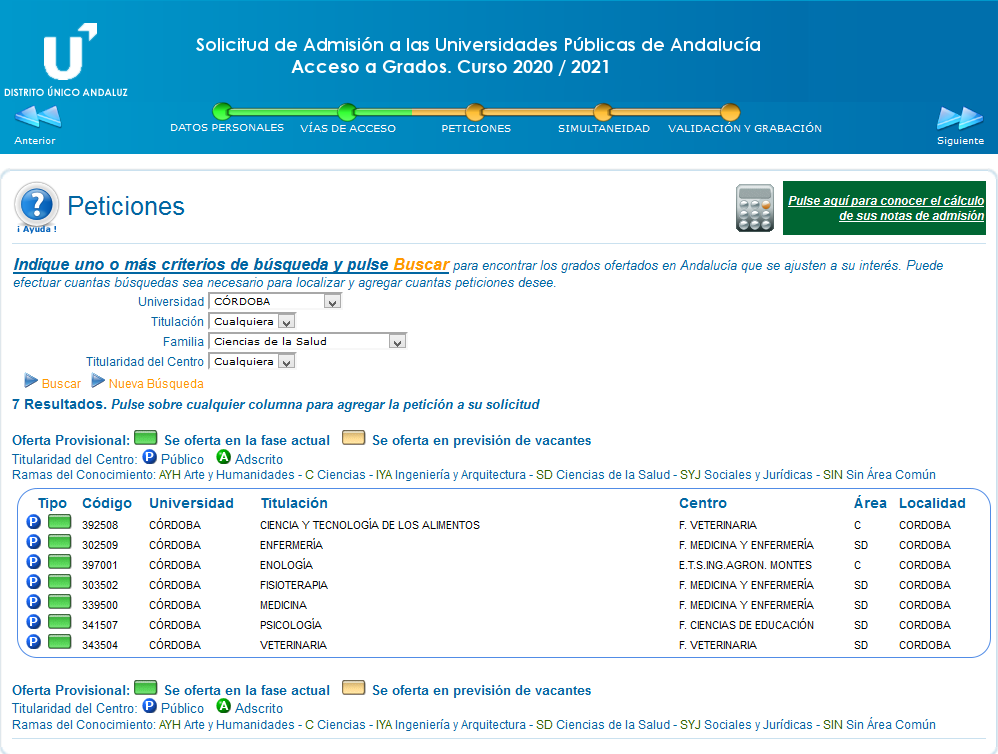 Solicitud de Admisión a las Universidades Públicas de Andalucía
Acceso a Grados. Curso 2020 / 2021
DISTRITO ÚNICO ANDALUZ
Anterior
DATOS PERSONALES VÍAS DE ACCESO PETICIONES SIMULTANEIDAD VALIDACIÓN Y GRABACIÓN
Siguiente
¡ Ayuda !
Peticiones
Pulse aquí para conocer el cálculo
de sus notas de admisión
Indique uno o más criterios de búsqueda y pulse Buscar para encontrar los grados ofertados en Andalucía que se ajusten a su interés. Puede
efectuar cuantas búsquedas sea necesario para localizar y agregar cuantas peticiones desee.
Universidad CÓRDOBA
Titulación Cualquiera
Familia Ciencias de la Salud
Titularidad del Centro Cualquiera
Buscar Nueva Búsqueda
7 Resultados. Pulse sobre cualquier columna para agregar la petición a su solicitud
Oferta Provisional: Se oferta en la fase actual Se oferta en previsión de vacantes
Titularidad del Centro: P Público A Adscrito
Ramas del Conocimiento: AYH Arte y Humanidades - C Ciencias - IYA Ingeniería y Arquitectura - SD Ciencias de la Salud - SYJ Sociales y Jurídicas - SIN Sin Área Común
Tipo Código Universidad Titulación Centro Área Localidad
P 392508 CÓRDOBA CIENCIA Y TECNOLOGÍA DE LOS ALIMENTOS F. VETERINARIA C CORDOBA
P 302509 CÓRDOBA ENFERMERÍA F. MEDICINA Y ENFERMERÍA SD CORDOBA
P 397001 CÓRDOBA ENOLOGÍA E.T.S.ING.AGRON. MONTES C CORDOBA
P 303502 CÓRDOBA FISIOTERAPIA F. MEDICINA Y ENFERMERÍA SD CORDOBA
P 339500 CÓRDOBA MEDICINA F. MEDICINA Y ENFERMERÍA SD CORDOBA
P 341507 CÓRDOBA PSICOLOGÍA F. CIENCIAS DE EDUCACIÓN SD CORDOBA
P 343504 CÓRDOBA VETERINARIA F. VETERINARIA SD CORDOBA
Oferta Provisional: Se oferta en la fase actual Se oferta en previsión de vacantes
Titularidad del Centro: P Público A Adscrito
Ramas del Conocimiento: AYH Arte y Humanidades - C Ciencias - IYA Ingeniería y Arquitectura - SD Ciencias de la Salud - SYJ Sociales y Jurídicas - SIN Sin Área Común